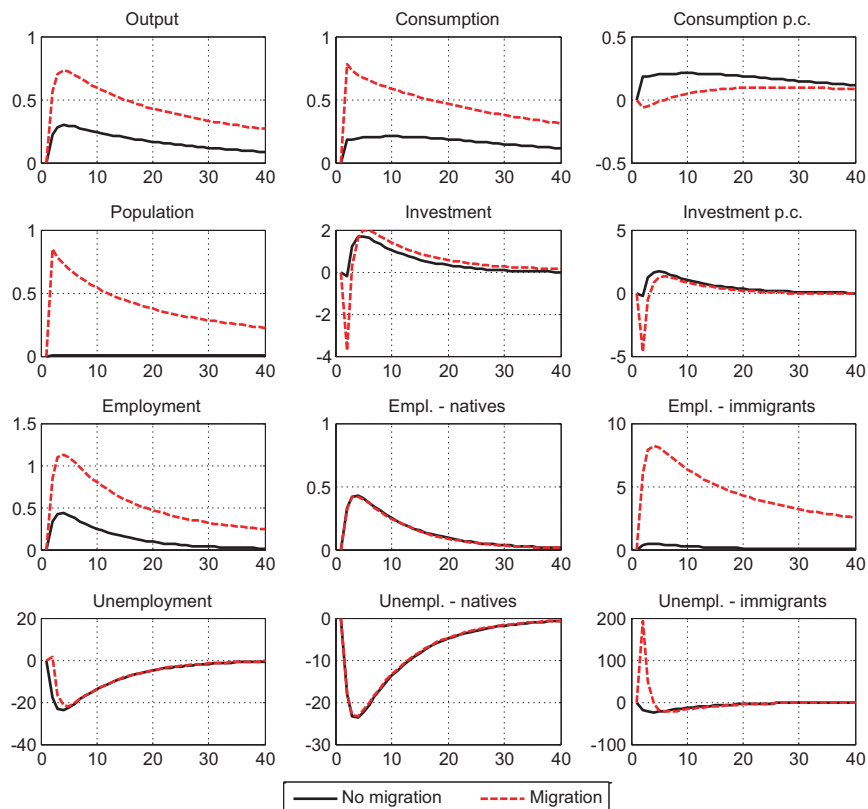 Output
Consumption
Consumption p.c.
1
0.5
0
0 10 20 30 40
1
0.5
0
0 10 20 30 40
0.5
0
-0.5
0 10 20 30 40
Population
Investment
Investment p.c.
1
0.5
0
0 10 20 30 40
2
0
-4
0 10 20 30 40
5
0
-5
0 10 20 30 40
Employment
Empl. - natives
Empl. - immigrants
1.5
1
0.5
0
0 10 20 30 40
1
0.5
0
0 10 20 30 40
10
5
0
0 10 20 30 40
Unemployment
Unempl. - natives
Unempl. - immigrants
20
0
-20
-40
0 10 20 30 40
0
-10
-20
-30
0 10 20 30 40
200
100
0
-100
0 10 20 30 40
No migration
Migration